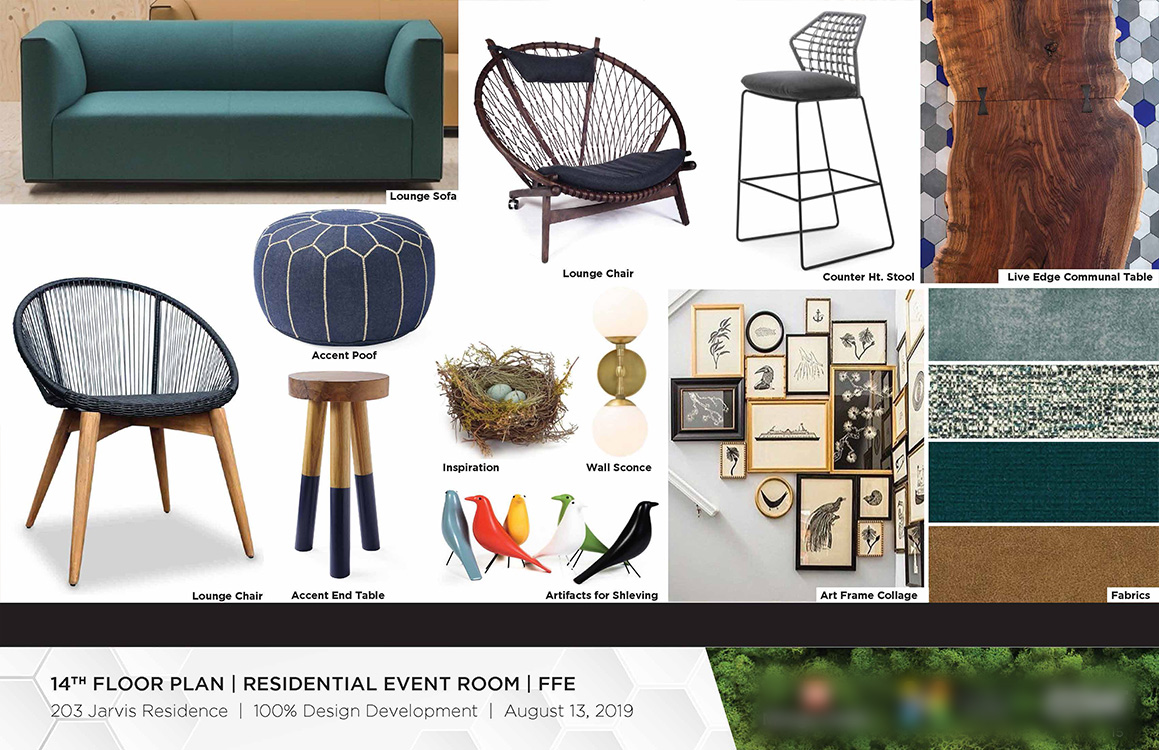 Lounge Sofa
Lounge Chair
Counter Ht. Stool
Live Edge Communal Table
Accent Poof
Inspiration
Wall Sconce
Lounge Chair
Accent End Table
Artifacts for Shleving
Art Frame Collage
Fabrics
14TH FLOOR PLAN | RESIDENTIAL EVENT ROOM | FFE
203 Jarvis Residence | 100% Design Development | August 13, 2019